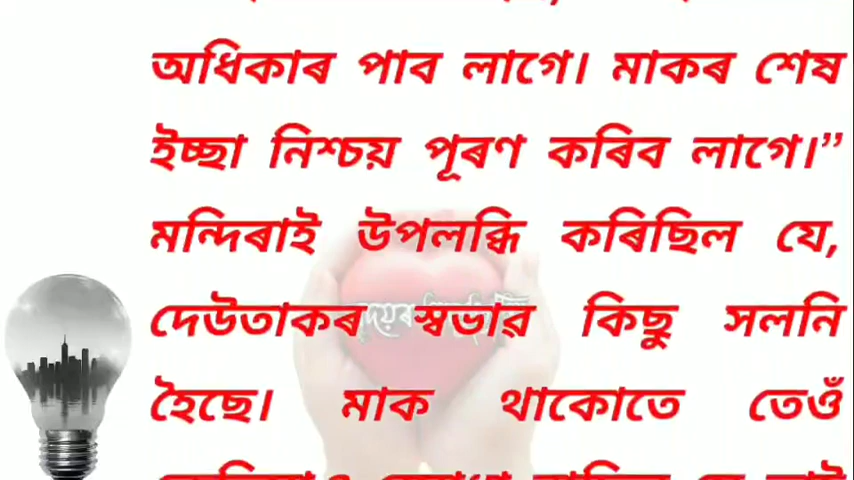 অধিকাৰ পাব লাগে। মাকৰ শেষ
ইচ্ছা নিশ্চয় পূৰণ কৰিব লাগে।”
মন্দিৰাই উপলব্ধি কৰিছিল যে,
দেউতাকৰ স্বভাৱ কিছু সলনি
হৈছে। মাক থাকোতে তেওঁ